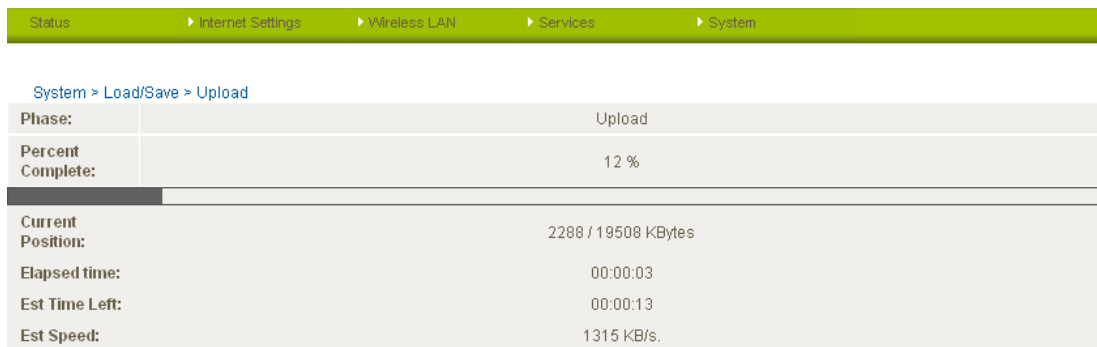 Status Internet Settings Wireless LAN Services System
System > Load/Save > Upload
Phase: Upload
Percent
Complete: 12 %
Current
Position: 2288 / 19508 KBytes
Elapsed time: 00:00:03
Est Time Left: 00:00:13
Est Speed: 1315 KB/s.